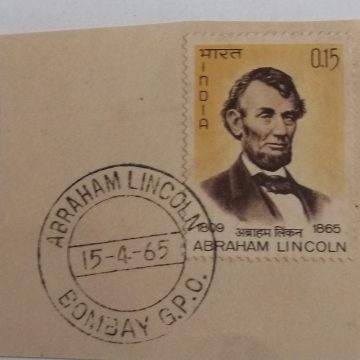 भारत 0.15
INDIA
1809 अब्राहम लिंकन 1865
ABRAHAM LINCOLN
ABRAHAM LINCOLN
15-4-65
BOMBAY G.P.O.